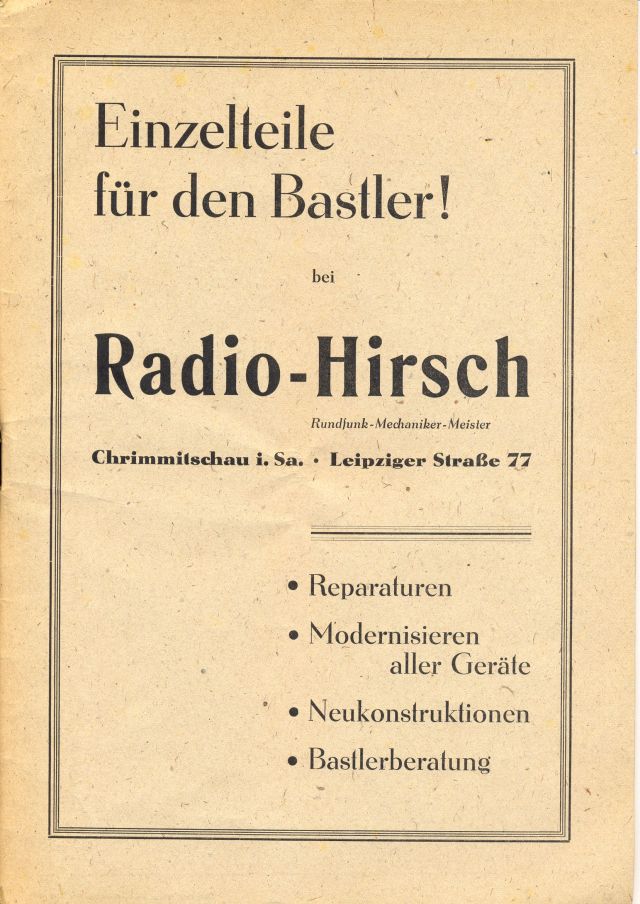 Einzelteile
für den Bastler!
bei
Radio-Hirsch
Rundfunk-Mechaniker-Meister
Chrimmitschau i. Sa. • Leipziger Straße 77
• Reparaturen
• Modernisieren
aller Geräte
• Neukonstruktionen
• Bastlerberatung